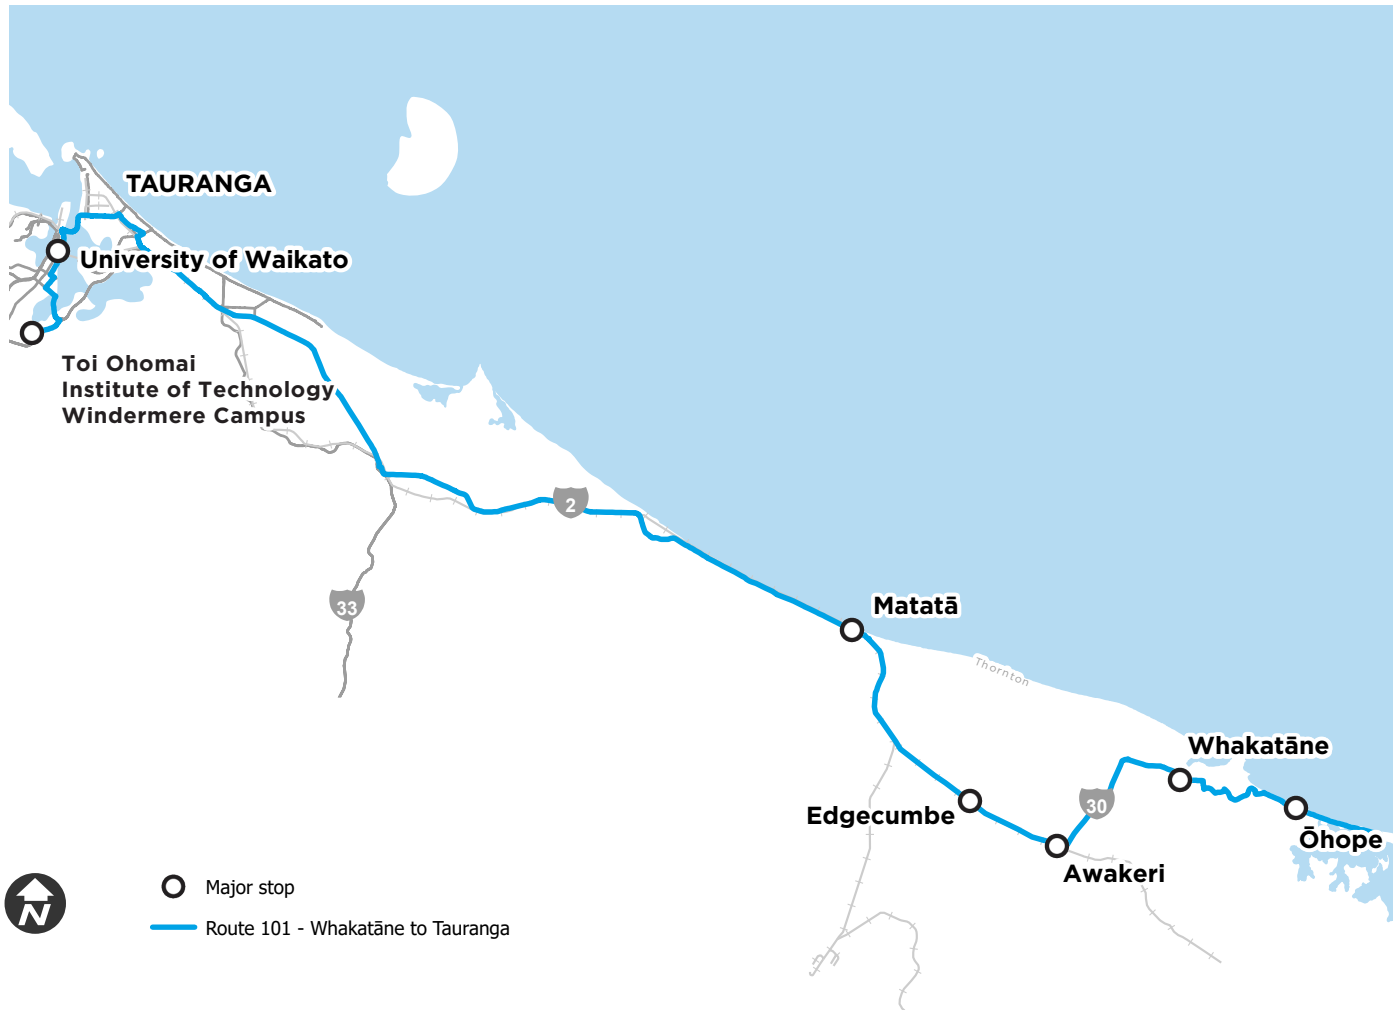 TAURANGA
University of Waikato
Toi Ohomai
Institute of Technology
Windermere Campus
2
33
Matatā
Thornton
Whakatāne
30
Edgecumbe
Ōhope
Awakeri
N
Major stop
Route 101 - Whakatāne to Tauranga